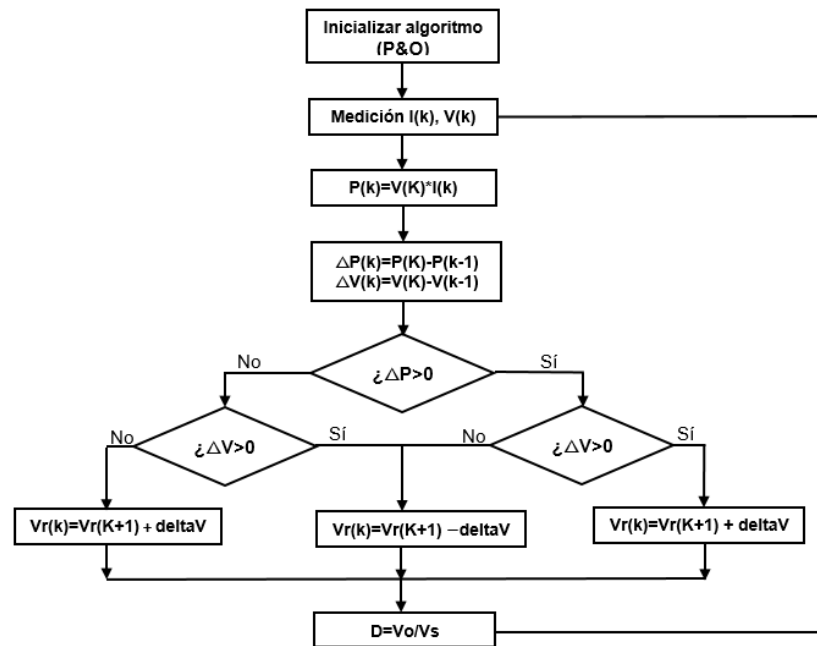 Inicializar algoritmo
(P&O)
Medición I(k), V(k)
P(k)=V(K)*I(k)
△P(k)=P(K)-P(k-1)
△V(k)=V(K)-V(k-1)
No
¿△P>0
Sí
No
¿△V>0
Sí
No
¿△V>0
Sí
Vr(k)=Vr(K+1) + deltaV
Vr(k)=Vr(K+1) −deltaV
Vr(k)=Vr(K+1) + deltaV
D=Vo/Vs